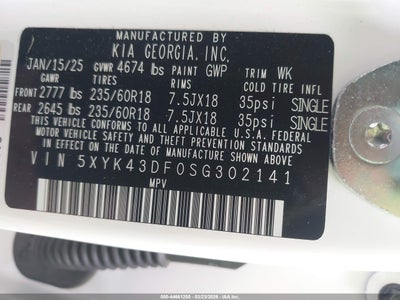 MANUFACTURED BY
KIA GEORGIA, INC.
JAN/15/25 GVWR 4674 lbs PAINT GWP TRIM WK
GAWR TIRES COLD TIRE INFL
FRONT 2777 lbs 235/60R18 7.5JX18 35psi SINGLE
REAR 2645 lbs 235/60R18 7.5JX18 35psi SINGLE
THIS VEHICLE CONFORMS TO ALL APPLICABLE
U.S.A. FEDERAL
MOTOR VEHICLE SAFETY AND THEFT PREVENTION STANDARDS IN
EFFECT ON THE DATE OF MANUFACTURE SHOWN ABOVE.
VIN 5XYK43DF0SG302141
MPV